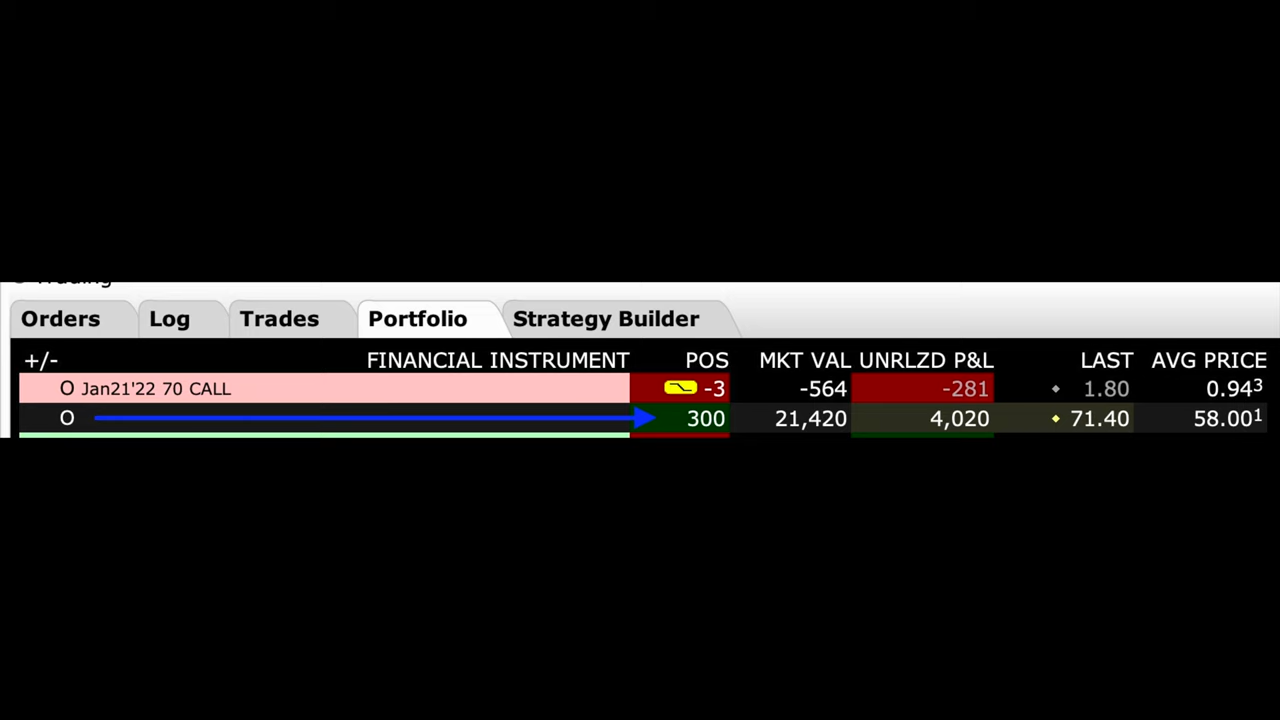 Trading
Orders Log Trades Portfolio Strategy Builder
+/- FINANCIAL INSTRUMENT POS MKT VAL UNRLZD P&L LAST AVG PRICE
O Jan21'22 70 CALL -3 -564 -281 1.80 0.94³
O 300 21,420 4,020 71.40 58.00¹